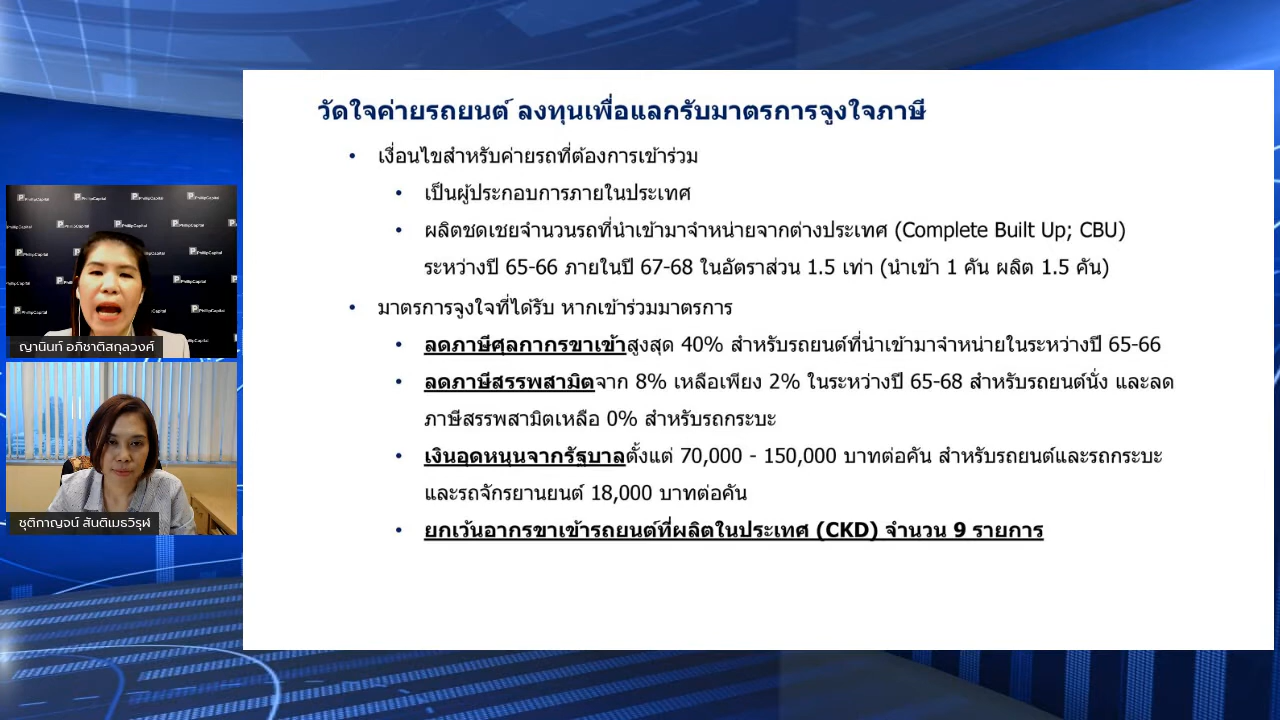 วัดใจค่ายรถยนต์ ลงทุนเพื่อแลกรับมาตรการจูงใจภาษี
• เงื่อนไขสำหรับค่ายรถที่ต้องการเข้าร่วม
• เป็นผู้ประกอบการภายในประเทศ
• ผลิตชดเชยจำนวนรถที่นำเข้ามาจำหน่ายจากต่างประเทศ (Complete Built Up; CBU)
ระหว่างปี 65-66 ภายในปี 67-68 ในอัตราส่วน 1.5 เท่า (นำเข้า 1 คัน ผลิต 1.5 คัน)
• มาตรการจูงใจที่ได้รับ หากเข้าร่วมมาตรการ
• ลดภาษีศุลกากรขาเข้าสูงสุด 40% สำหรับรถยนต์ที่นำเข้ามาจำหน่ายในระหว่างปี 65-66
• ลดภาษีสรรพสามิตจาก 8% เหลือเพียง 2% ในระหว่างปี 65-68 สำหรับรถยนต์นั่ง และลด
ภาษีสรรพสามิตเหลือ 0% สำหรับรถกระบะ
• เงินอุดหนุนจากรัฐบาลตั้งแต่ 70,000 - 150,000 บาทต่อคัน สำหรับรถยนต์และรถกระบะ
และรถจักรยานยนต์ 18,000 บาทต่อคัน
• ยกเว้นอากรขาเข้ารถยนต์ที่ผลิตในประเทศ (CKD) จำนวน 9 รายการ
PhillipCapital
ญานินท์ อภิชาติสกุลวงศ์
ชุติกาญจน์ สันติเมธวิรุฬ